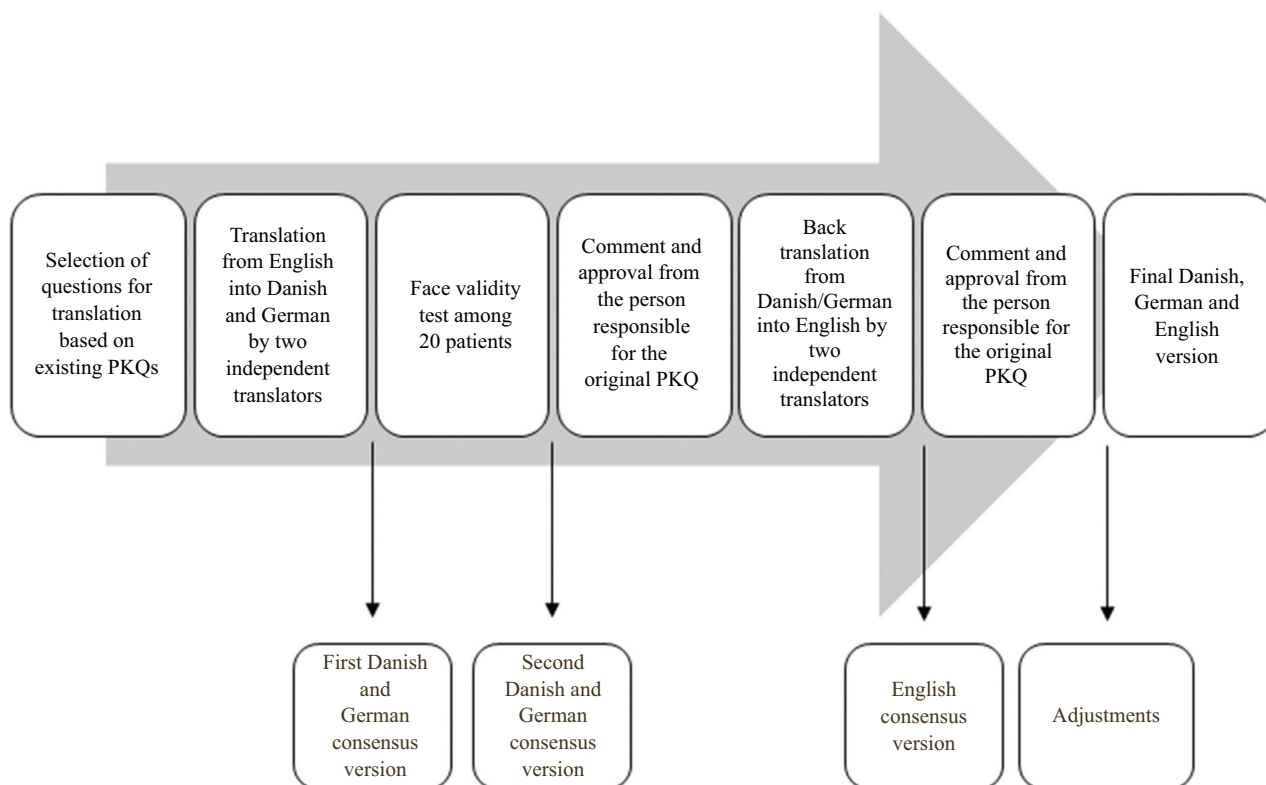 Selection of
questions for
translation
based on
existing PKQs
Translation
from English
into Danish
and German
by two
independent
translators
Face validity
test among
20 patients
Comment and
approval from
the person
responsible
for the
original PKQ
Back
translation
from
Danish/German
into English by
two
independent
translators
Comment and
approval from
the person
responsible for
the original
PKQ
Final Danish,
German and
English
version
First Danish
and
German
consensus
version
Second
Danish and
German
consensus
version
English
consensus
version
Adjustments